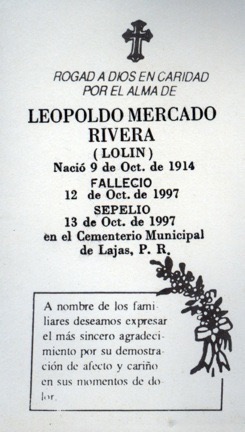 ROGAD A DIOS EN CARIDAD
POR EL ALMA DE
LEOPOLDO MERCADO
RIVERA
( LOLIN )
Nació 9 de Oct. de 1914
FALLECIO
12 de Oct. de 1997
SEPELIO
13 de Oct. de 1997
en el Cementerio Municipal
de Lajas, P. R.
A nombre de los fami-
liares deseamos expresar
el más sincero agradeci-
miento por su demostra-
ción de afecto y cariño
en sus momentos de do-
lor.